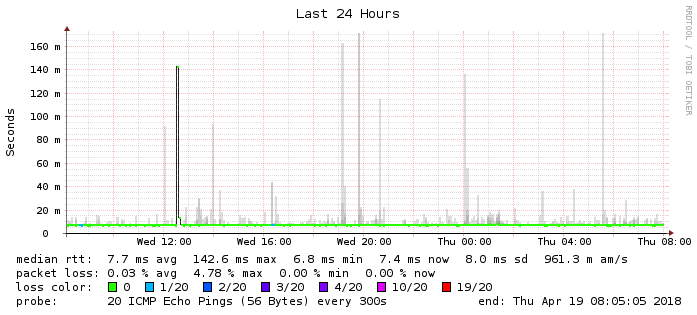 Last 24 Hours
RRDTOOL / TOBI OETIKER
Seconds
160 m
140 m
120 m
100 m
80 m
60 m
40 m
20 m
0
Wed 12:00 Wed 16:00 Wed 20:00 Thu 00:00 Thu 04:00 Thu 08:00
median rtt: 7.7 ms avg 142.6 ms max 6.8 ms min 7.4 ms now 8.0 ms sd 961.3 m am/s
packet loss: 0.03 % avg 4.78 % max 0.00 % min 0.00 % now
loss color: 0 1/20 2/20 3/20 4/20 10/20 19/20
probe: 20 ICMP Echo Pings (56 Bytes) every 300s end: Thu Apr 19 08:05:05 2018